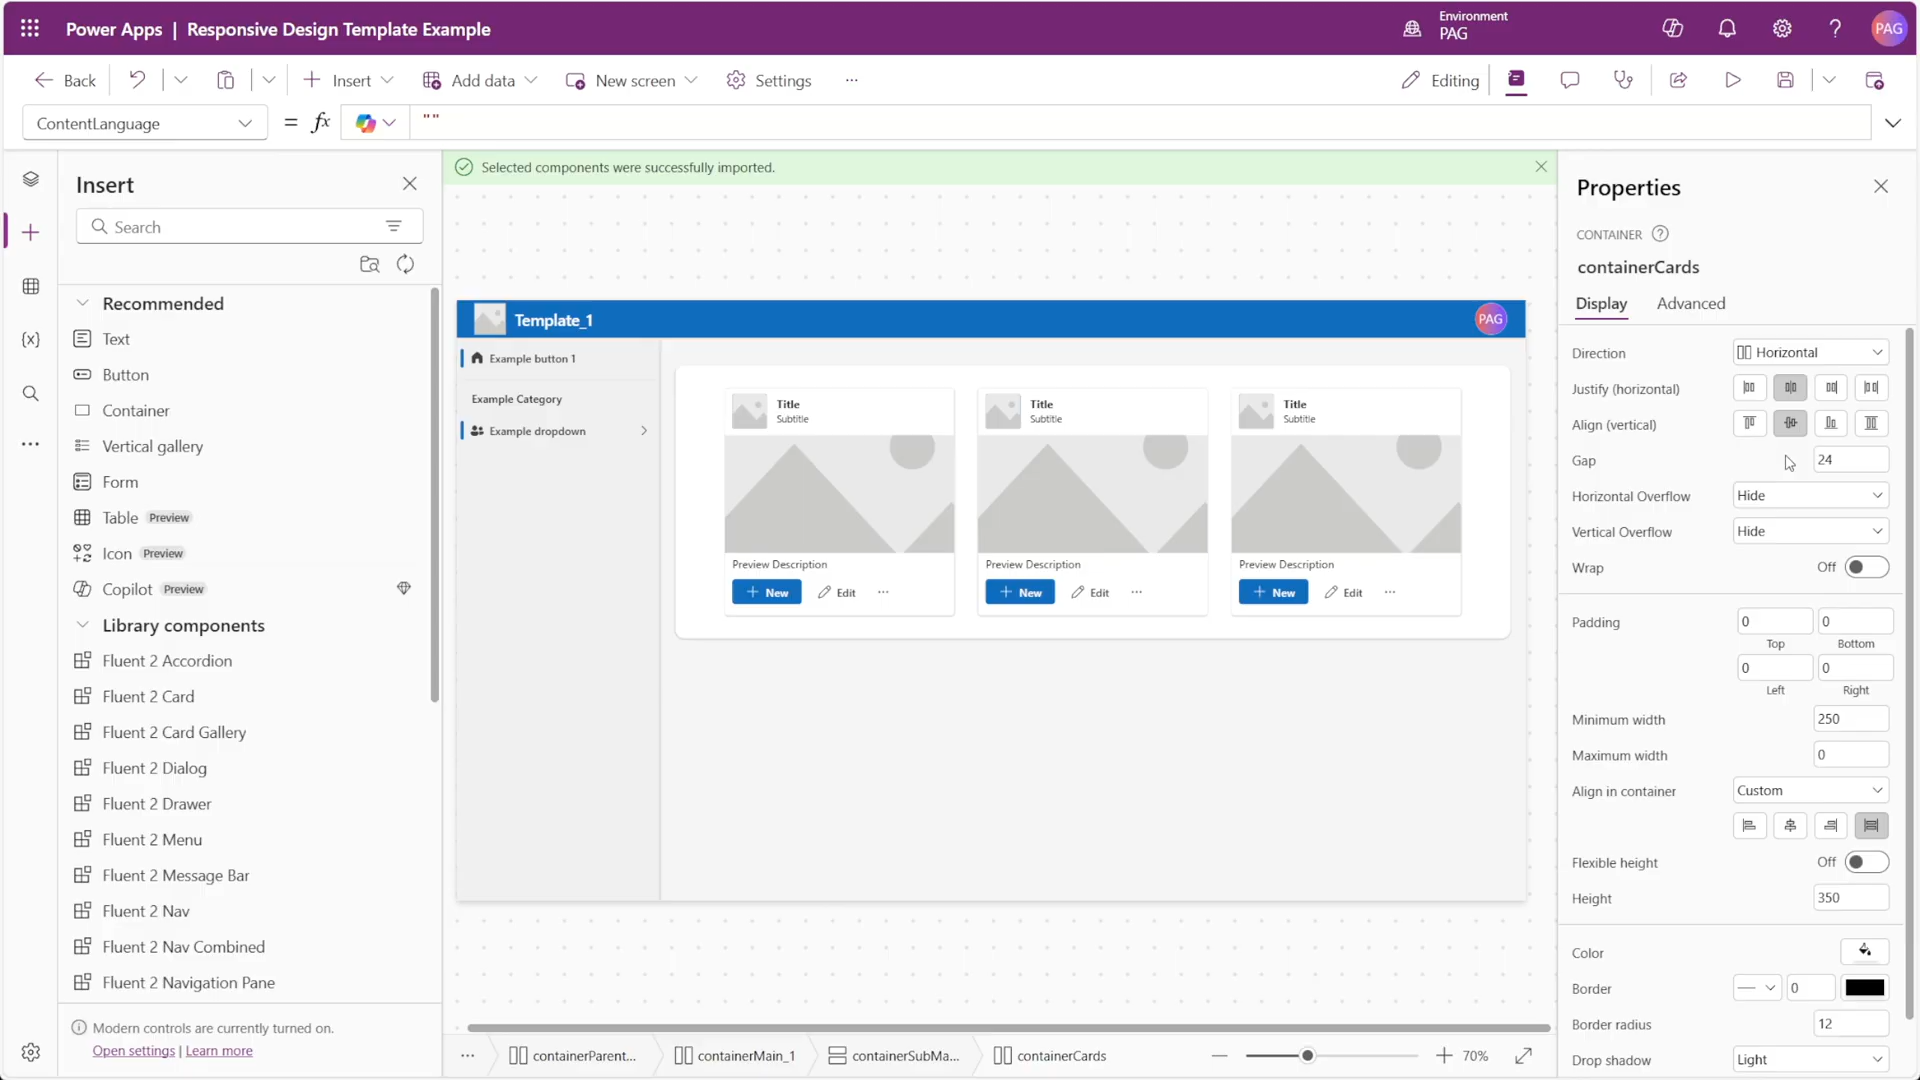 Power Apps | Responsive Design Template Example
Environment
PAG
PAG
Back
Insert
Add data
New screen
Settings
...
Editing
ContentLanguage
= fx
""
Insert
Search
Recommended
Text
Button
Container
Vertical gallery
Form
Table Preview
Icon Preview
Copilot Preview
Library components
Fluent 2 Accordion
Fluent 2 Card
Fluent 2 Card Gallery
Fluent 2 Dialog
Fluent 2 Drawer
Fluent 2 Menu
Fluent 2 Message Bar
Fluent 2 Nav
Fluent 2 Nav Combined
Fluent 2 Navigation Pane
Modern controls are currently turned on.
Open settings | Learn more
Selected components were successfully imported.
Template_1
PAG
Example button 1
Example Category
Example dropdown
Title
Subtitle
Preview Description
New
Edit
...
Title
Subtitle
Preview Description
New
Edit
...
Title
Subtitle
Preview Description
New
Edit
...
... containerParent... containerMain_1 containerSubMa... containerCards
70%
Properties
CONTAINER
containerCards
Display Advanced
Direction Horizontal
Justify (horizontal)
Align (vertical)
Gap 24
Horizontal Overflow Hide
Vertical Overflow Hide
Wrap Off
Padding 0 0
Top Bottom
0 0
Left Right
Minimum width 250
Maximum width 0
Align in container Custom
Flexible height Off
Height 350
Color
Border 0
Border radius 12
Drop shadow Light